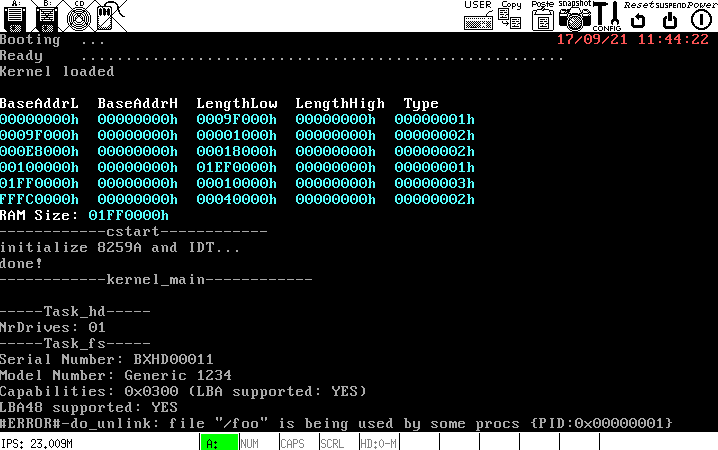 A: B: CD USER Copy Paste snapshot CONFIG Reset SUSPEND Power
Booting ... 17/09/21 11:44:22
Ready ......................................................
Kernel loaded
BaseAddrL BaseAddrH LengthLow LengthHigh Type
00000000h 00000000h 0009F000h 00000000h 00000001h
0009F000h 00000000h 00001000h 00000000h 00000002h
000E8000h 00000000h 00018000h 00000000h 00000002h
00100000h 00000000h 01EF0000h 00000000h 00000001h
01FF0000h 00000000h 00010000h 00000000h 00000003h
FFFC0000h 00000000h 00040000h 00000000h 00000002h
RAM Size: 01FF0000h
------------cstart------------
initialize 8259A and IDT...
done!
------------kernel_main------------
-----Task_hd-----
NrDrives: 01
-----Task_fs-----
Serial Number: BXHD00011
Model Number: Generic 1234
Capabilities: 0x0300 (LBA supported: YES)
LBA48 supported: YES
#ERROR#-do_unlink: file "/foo" is being used by some procs {PID:0x00000001}
IPS: 23.009M A: NUM CAPS SCRL HD:0-M